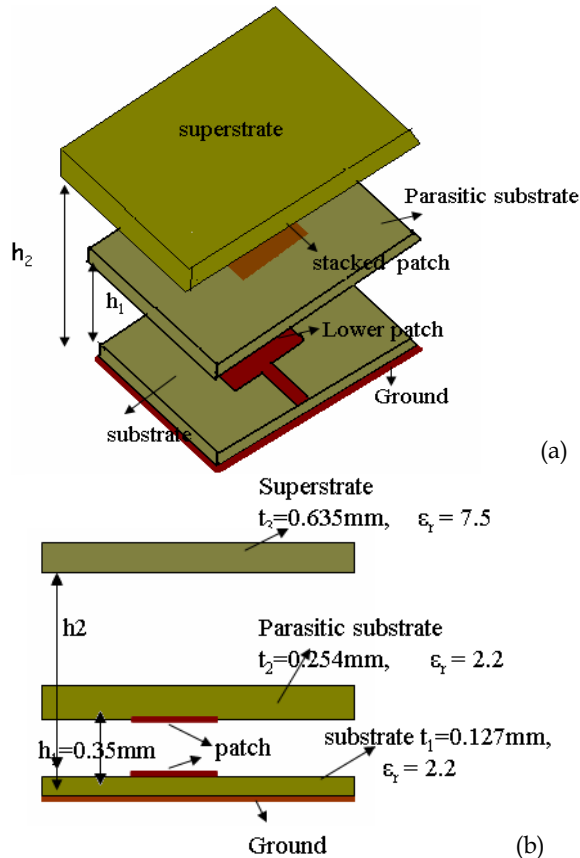 superstrate
Parasitic substrate
h₂
stacked patch
h₁
Lower patch
Ground
substrate
(a)
Superstrate
t₃=0.635mm, εᵣ = 7.5
h2
Parasitic substrate
t₂=0.254mm, εᵣ = 2.2
h₁=0.35mm
patch
substrate t₁=0.127mm,
εᵣ = 2.2
Ground
(b)